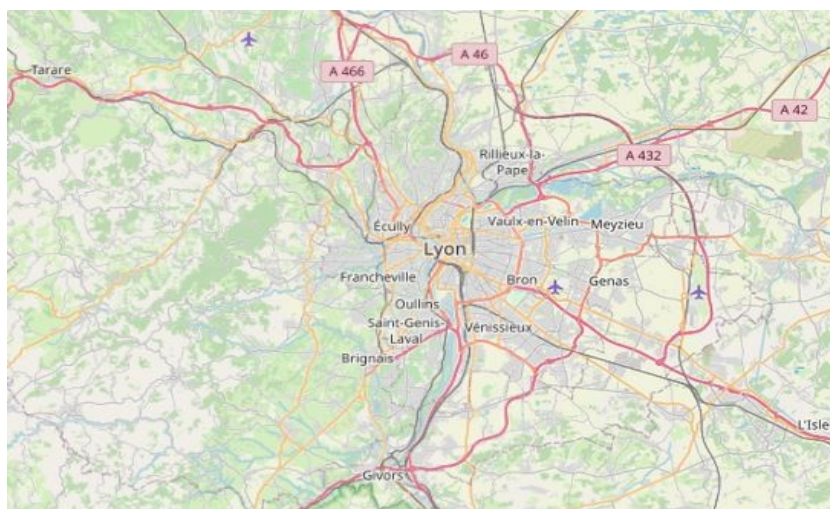 A 46
Tarare
A 466
A 42
Rillieux-la-
Pape
A 432
Écully
Vaulx-en-Velin
Meyzieu
Lyon
Francheville
Bron
Genas
Oullins
Saint-Genis-
Laval
Vénissieux
Brignais
L'Isle
Givors